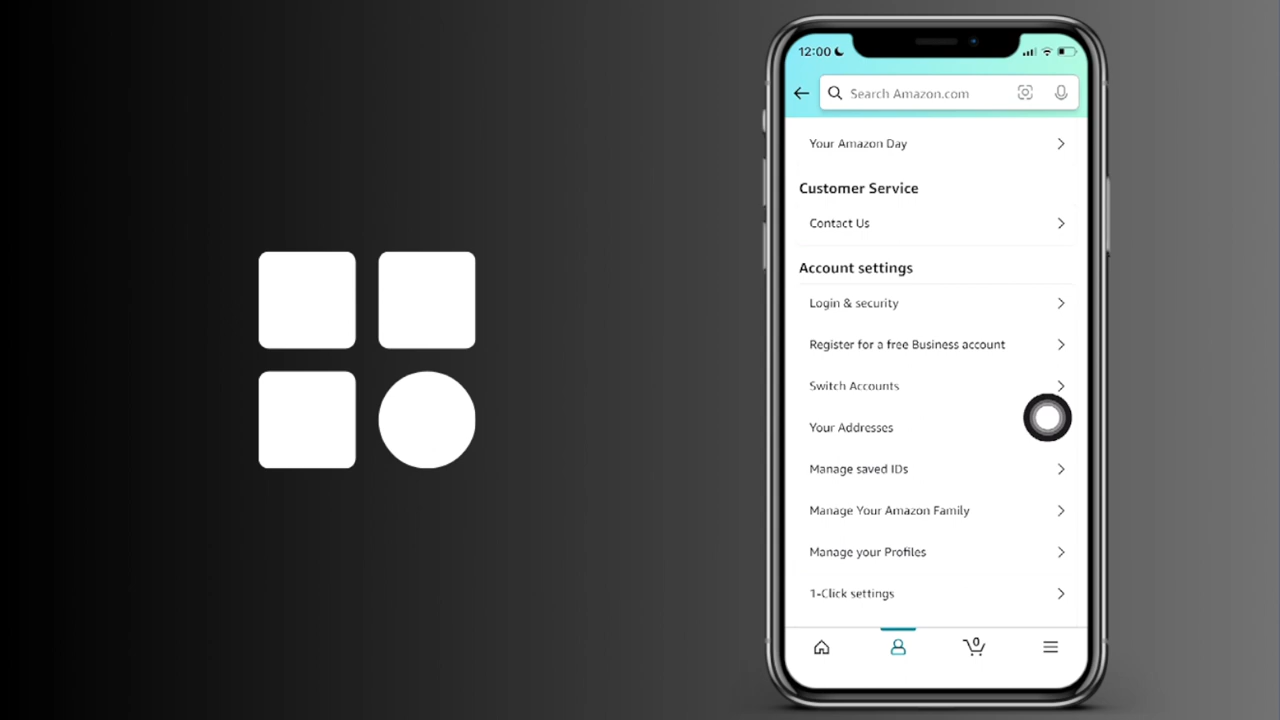 12:00
Search Amazon.com
Your Amazon Day
Customer Service
Contact Us
Account settings
Login & security
Register for a free Business account
Switch Accounts
Your Addresses
Manage saved IDs
Manage Your Amazon Family
Manage your Profiles
1-Click settings
0